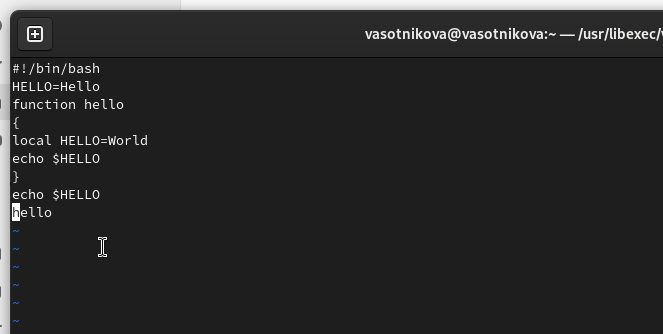 vasotnikova@vasotnikova:~ — /usr/libexec/
#!/bin/bash
HELLO=Hello
function hello
{
local HELLO=World
echo $HELLO
}
echo $HELLO
hello
~
~
~
~
~
~